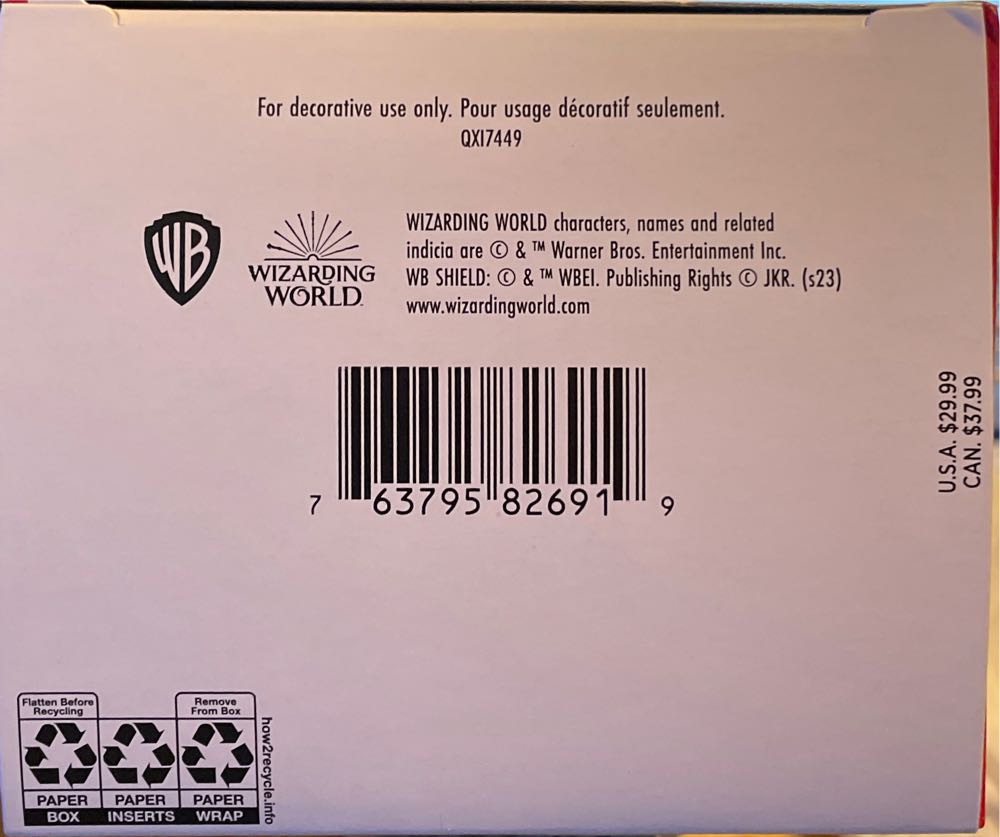 For decorative use only. Pour usage décoratif seulement.
QXI7449
WB
WIZARDING
WORLD
WIZARDING WORLD characters, names and related
indicia are © & ™ Warner Bros. Entertainment Inc.
WB SHIELD: © & ™ WBEI. Publishing Rights © JKR. (s23)
www.wizardingworld.com
7 63795 82691 9
U.S.A. $29.99
CAN. $37.99
Flatten Before
Recycling
Remove
From Box
PAPER PAPER PAPER
BOX INSERTS WRAP
how2recycle.info